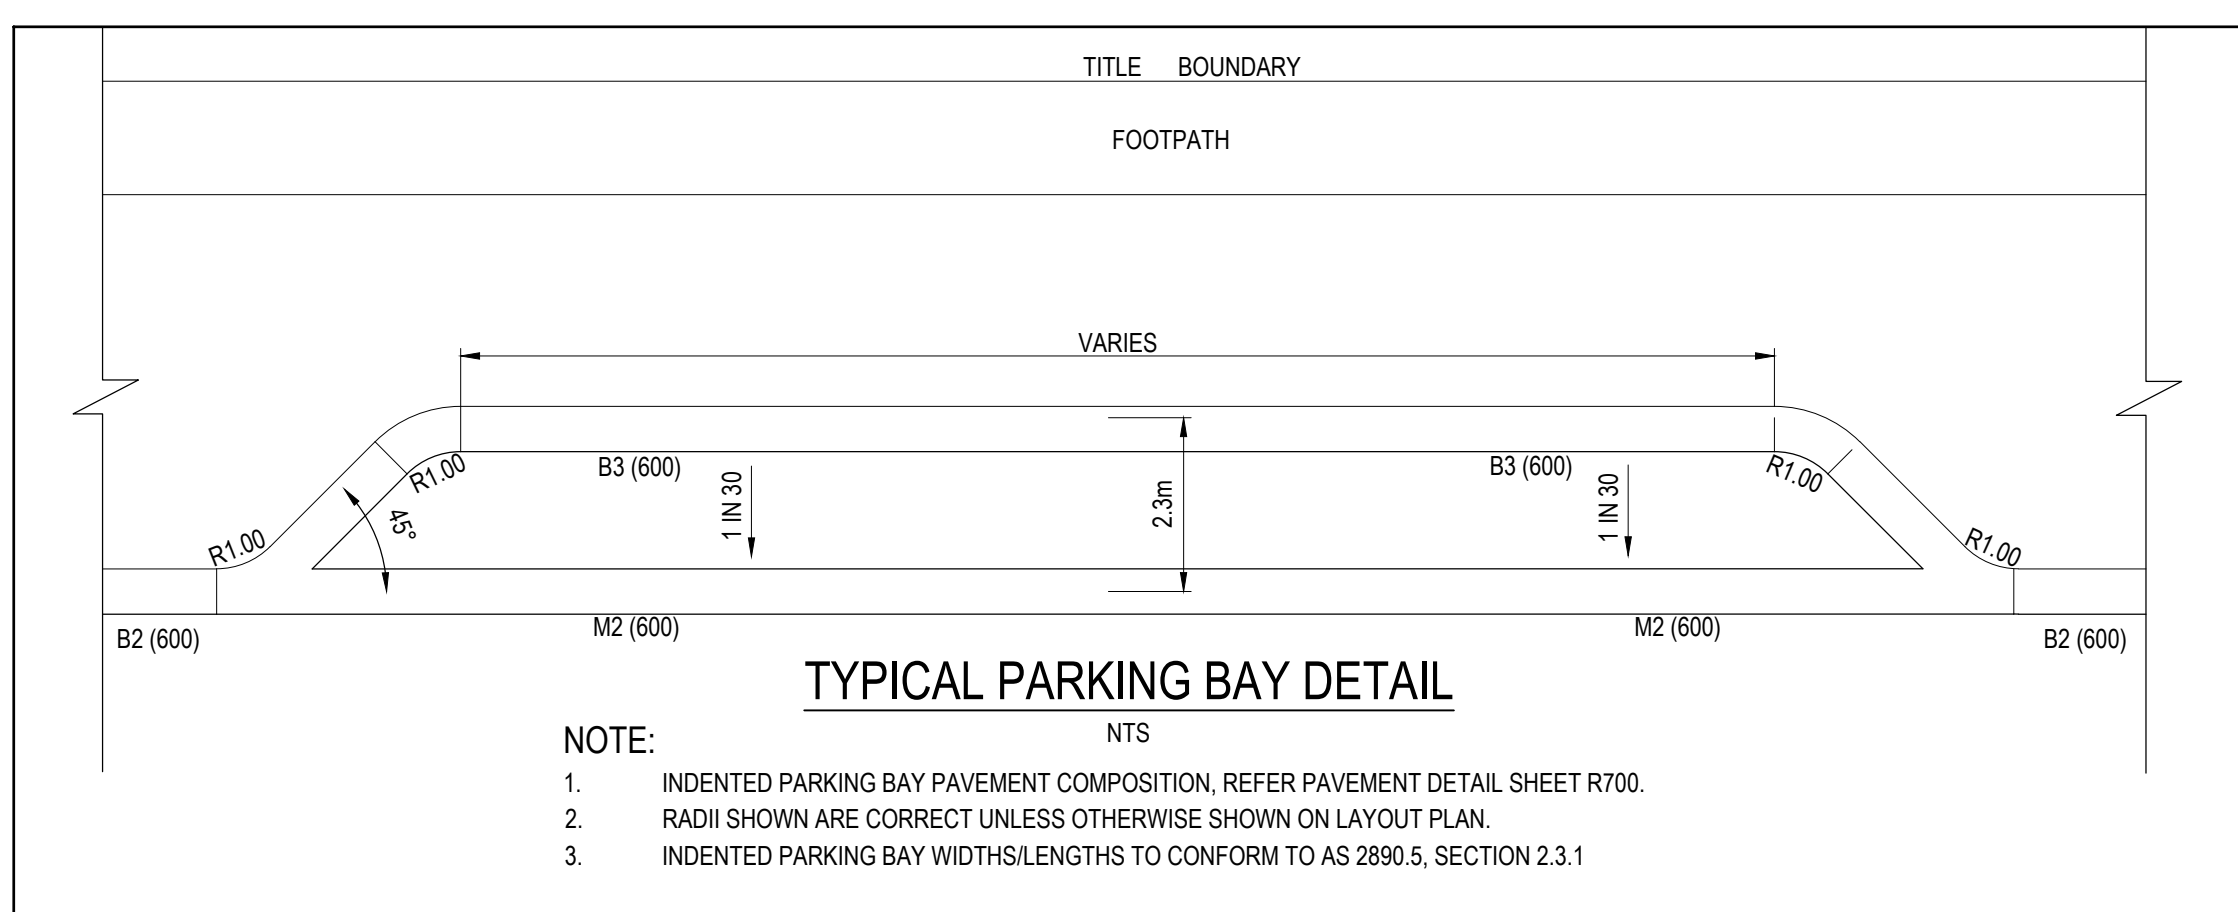 TITLE BOUNDARY
FOOTPATH
VARIES
R1.00
B3 (600)
B3 (600)
R1.00
1 IN 30
2.3m
1 IN 30
45°
R1.00
R1.00
B2 (600)
M2 (600)
M2 (600)
B2 (600)
TYPICAL PARKING BAY DETAIL
NTS
NOTE:
1. INDENTED PARKING BAY PAVEMENT COMPOSITION, REFER PAVEMENT DETAIL SHEET R700.
2. RADII SHOWN ARE CORRECT UNLESS OTHERWISE SHOWN ON LAYOUT PLAN.
3. INDENTED PARKING BAY WIDTHS/LENGTHS TO CONFORM TO AS 2890.5, SECTION 2.3.1